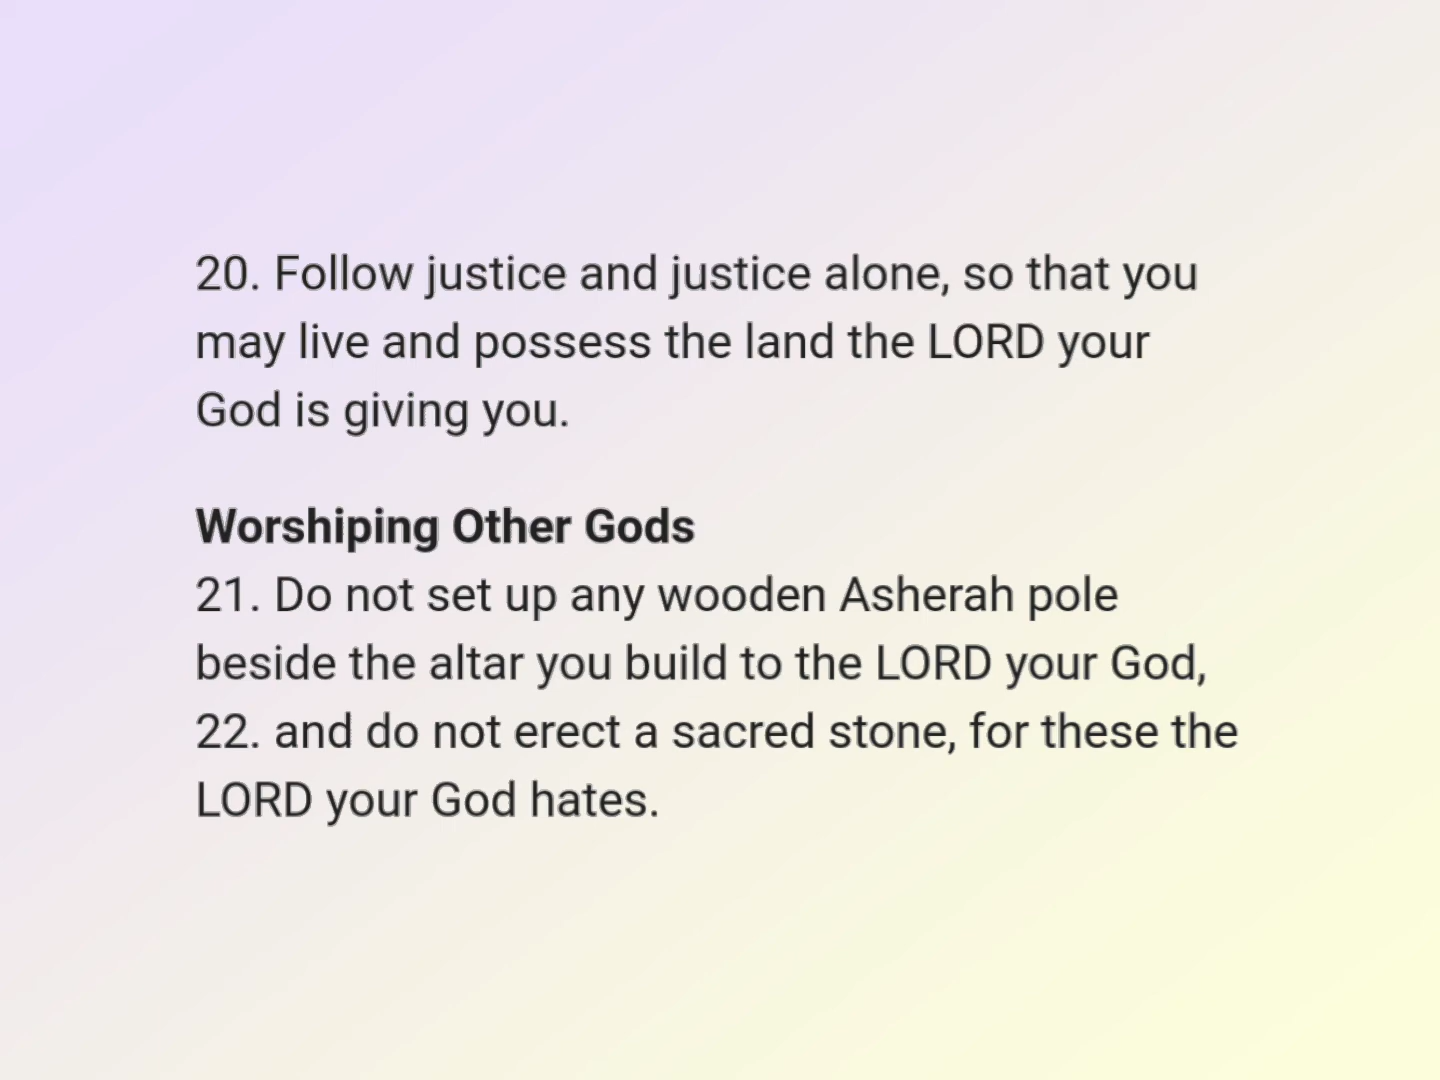 20. Follow justice and justice alone, so that you
may live and possess the land the LORD your
God is giving you.
Worshiping Other Gods
21. Do not set up any wooden Asherah pole
beside the altar you build to the LORD your God,
22. and do not erect a sacred stone, for these the
LORD your God hates.